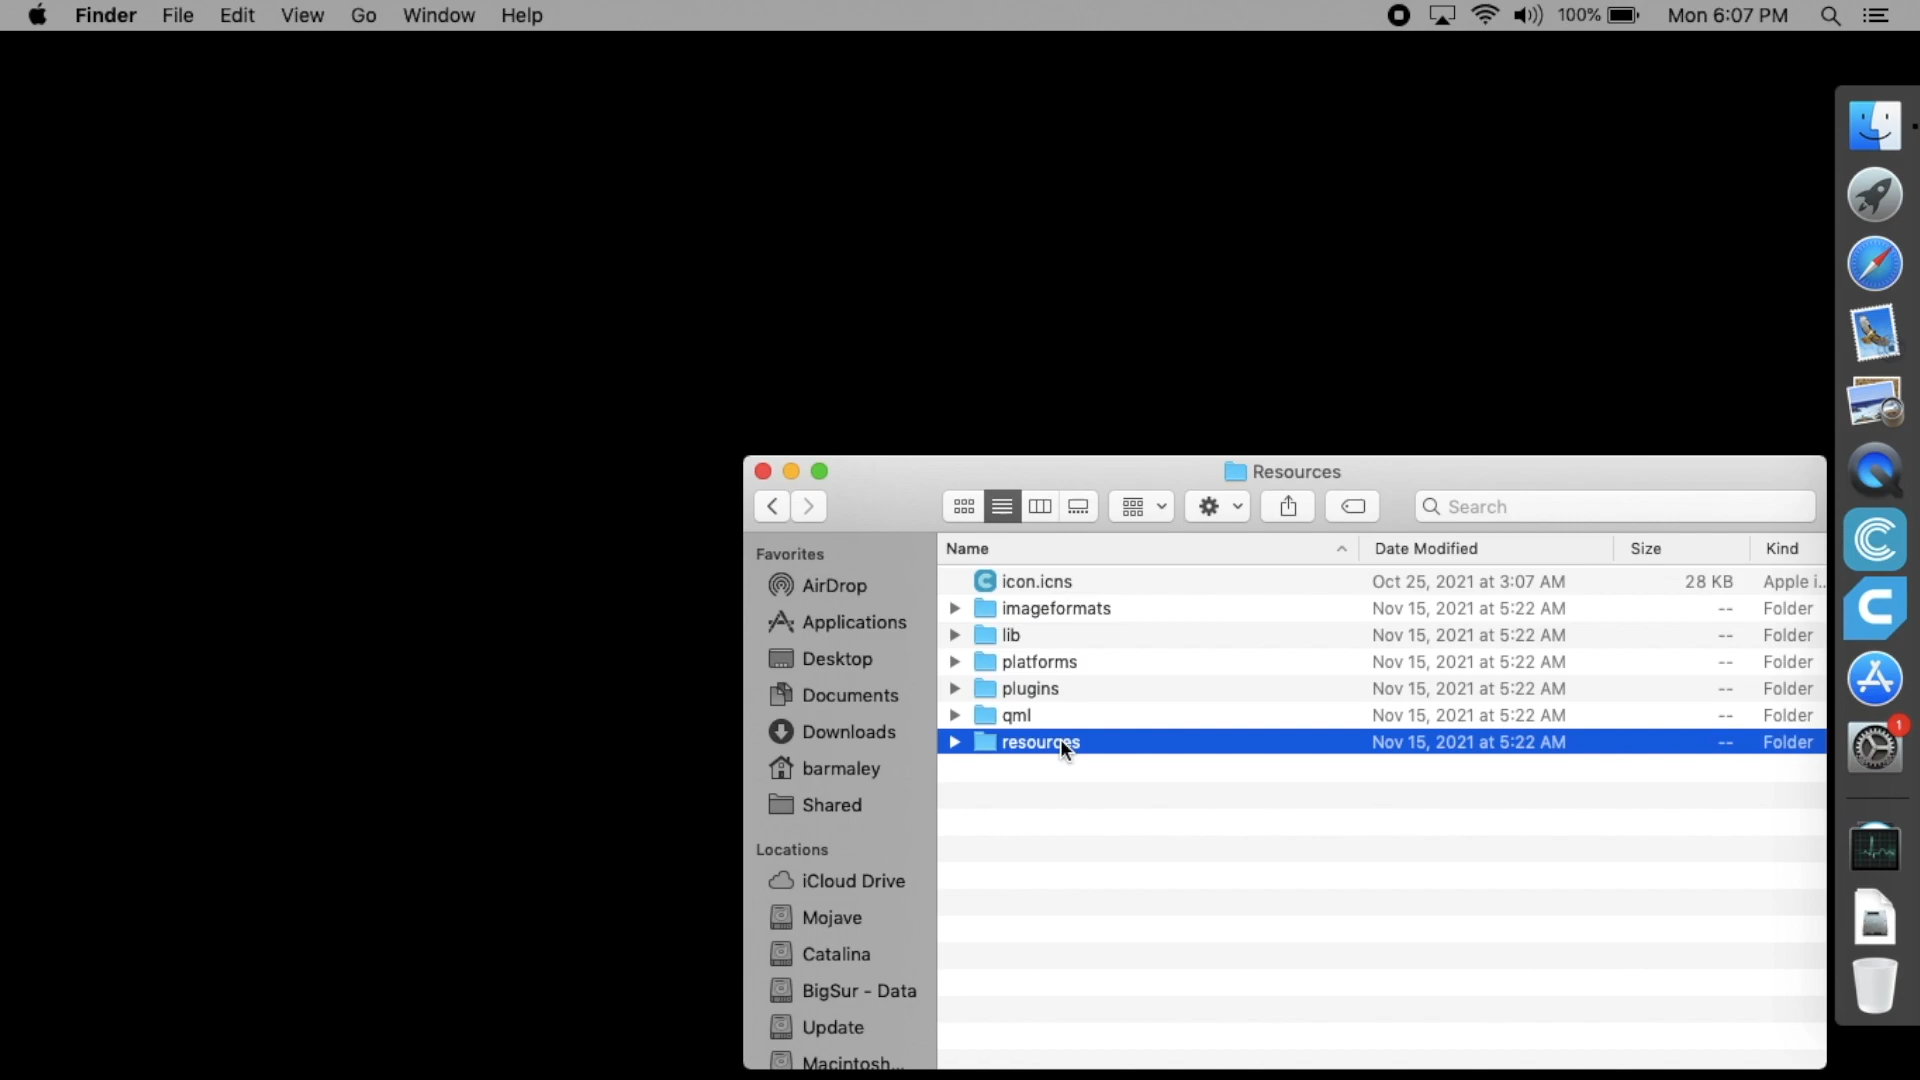 Finder File Edit View Go Window Help 100% Mon 6:07 PM
Resources
Search
Favorites
AirDrop
Applications
Desktop
Documents
Downloads
barmaley
Shared
Locations
iCloud Drive
Mojave
Catalina
BigSur - Data
Update
Macintosh...
Name Date Modified Size Kind
icon.icns Oct 25, 2021 at 3:07 AM 28 KB Apple i...
imageformats Nov 15, 2021 at 5:22 AM -- Folder
lib Nov 15, 2021 at 5:22 AM -- Folder
platforms Nov 15, 2021 at 5:22 AM -- Folder
plugins Nov 15, 2021 at 5:22 AM -- Folder
qml Nov 15, 2021 at 5:22 AM -- Folder
resources Nov 15, 2021 at 5:22 AM -- Folder
1